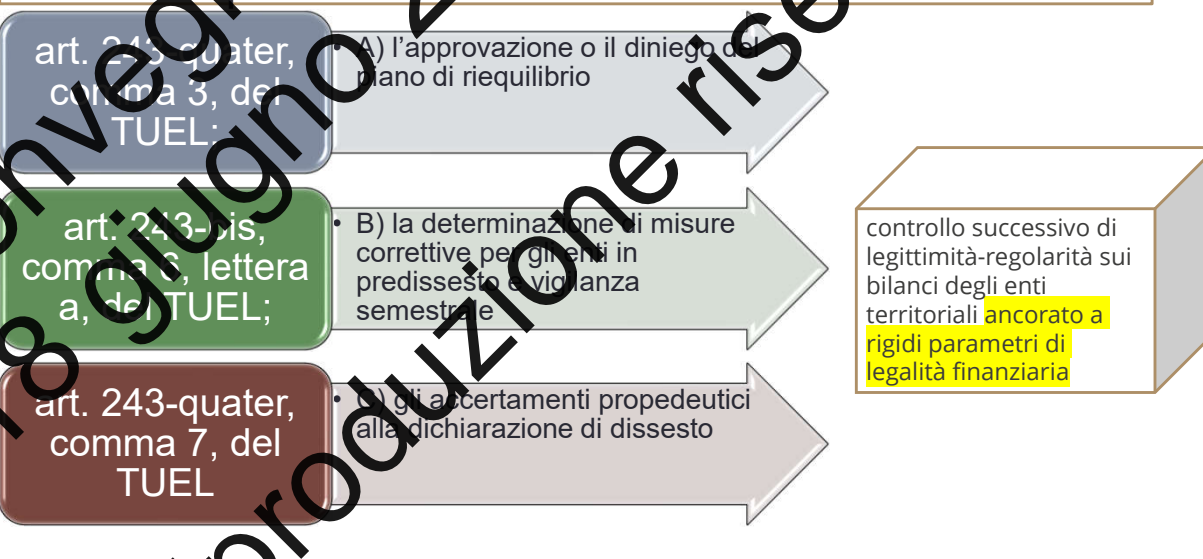 art. 243-quater,
comma 3, del
TUEL;
• A) l'approvazione o il diniego del
piano di riequilibrio
art. 243-bis,
comma 6, lettera
a, del TUEL;
• B) la determinazione di misure
correttive per gli enti in
predissesto e vigilanza
semestrale
art. 243-quater,
comma 7, del
TUEL
• C) gli accertamenti propedeutici
alla dichiarazione di dissesto
controllo successivo di
legittimità-regolarità sui
bilanci degli enti
territoriali ancorato a
rigidi parametri di
legalità finanziaria
18 giugno 2